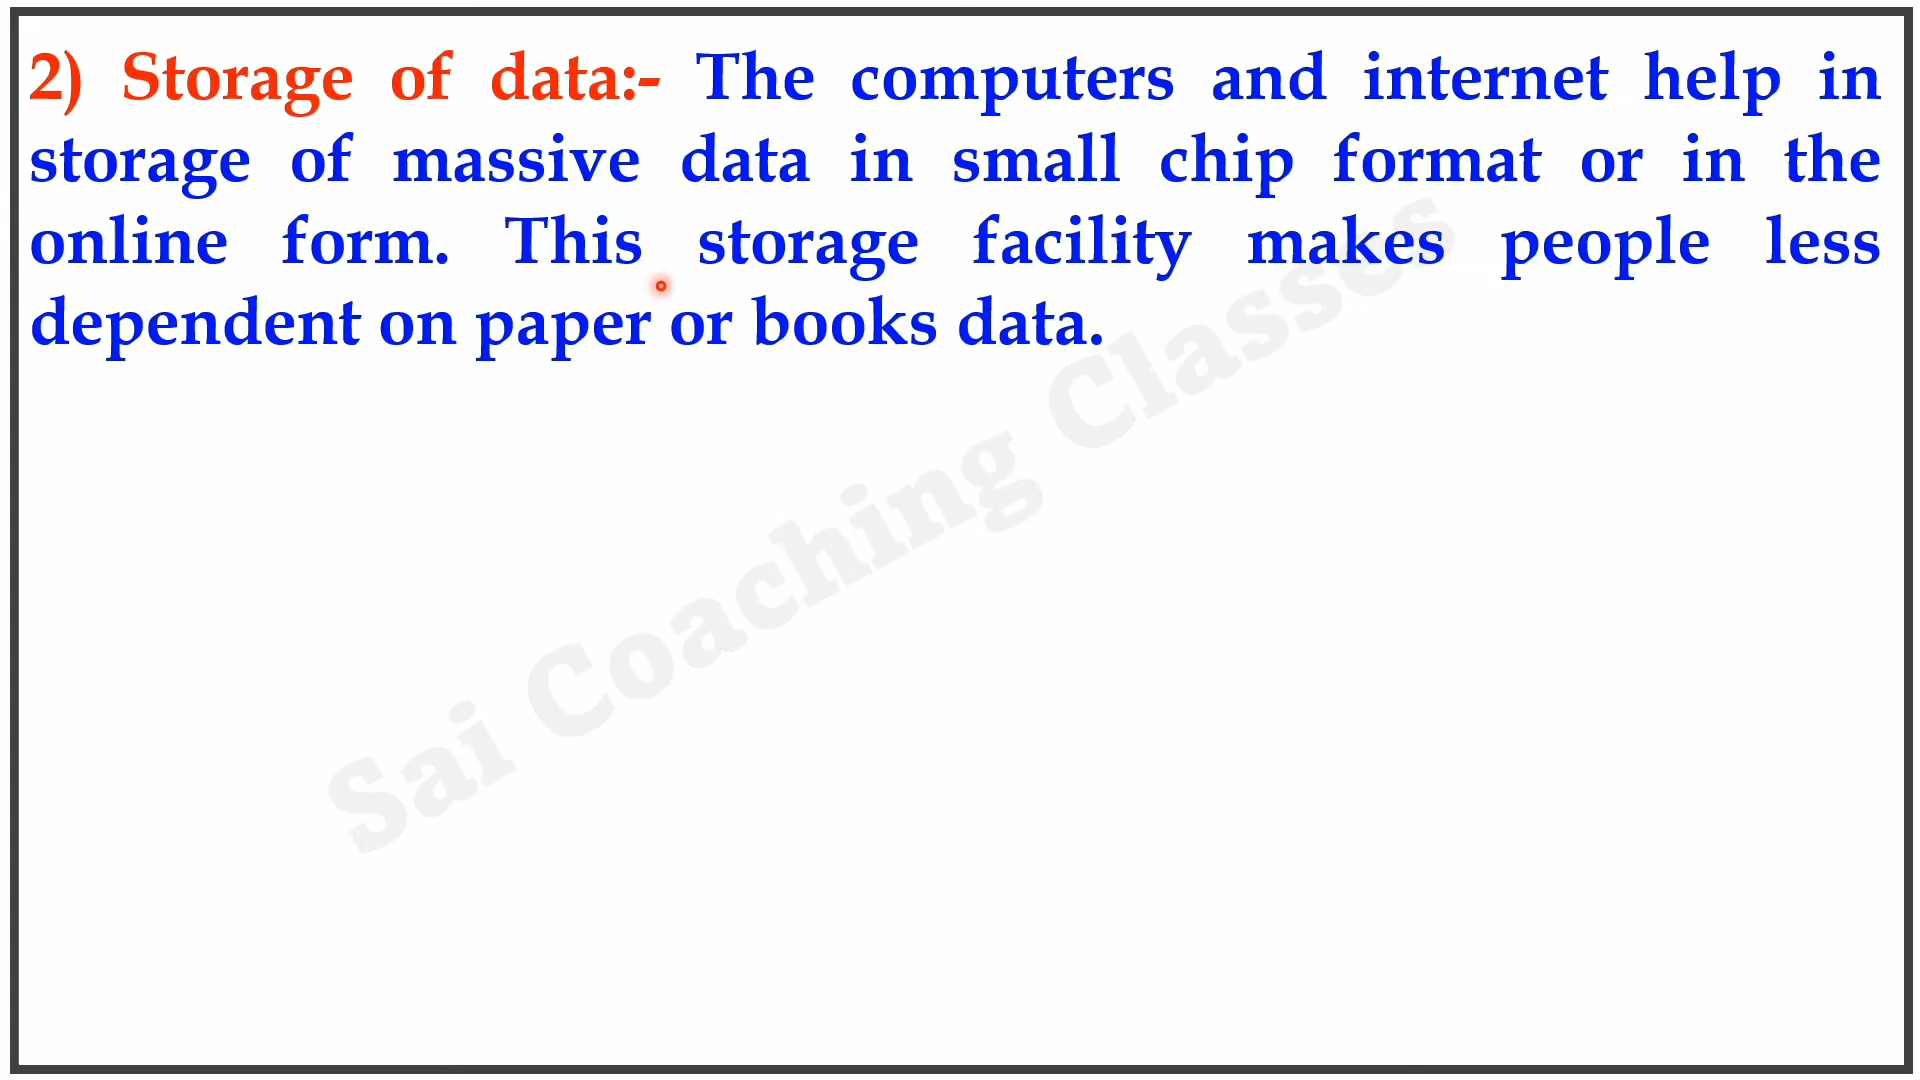 2) Storage of data:- The computers and internet help in
storage of massive data in small chip format or in the
online form. This storage facility makes people less
dependent on paper or books data.
Sai Coaching Classes